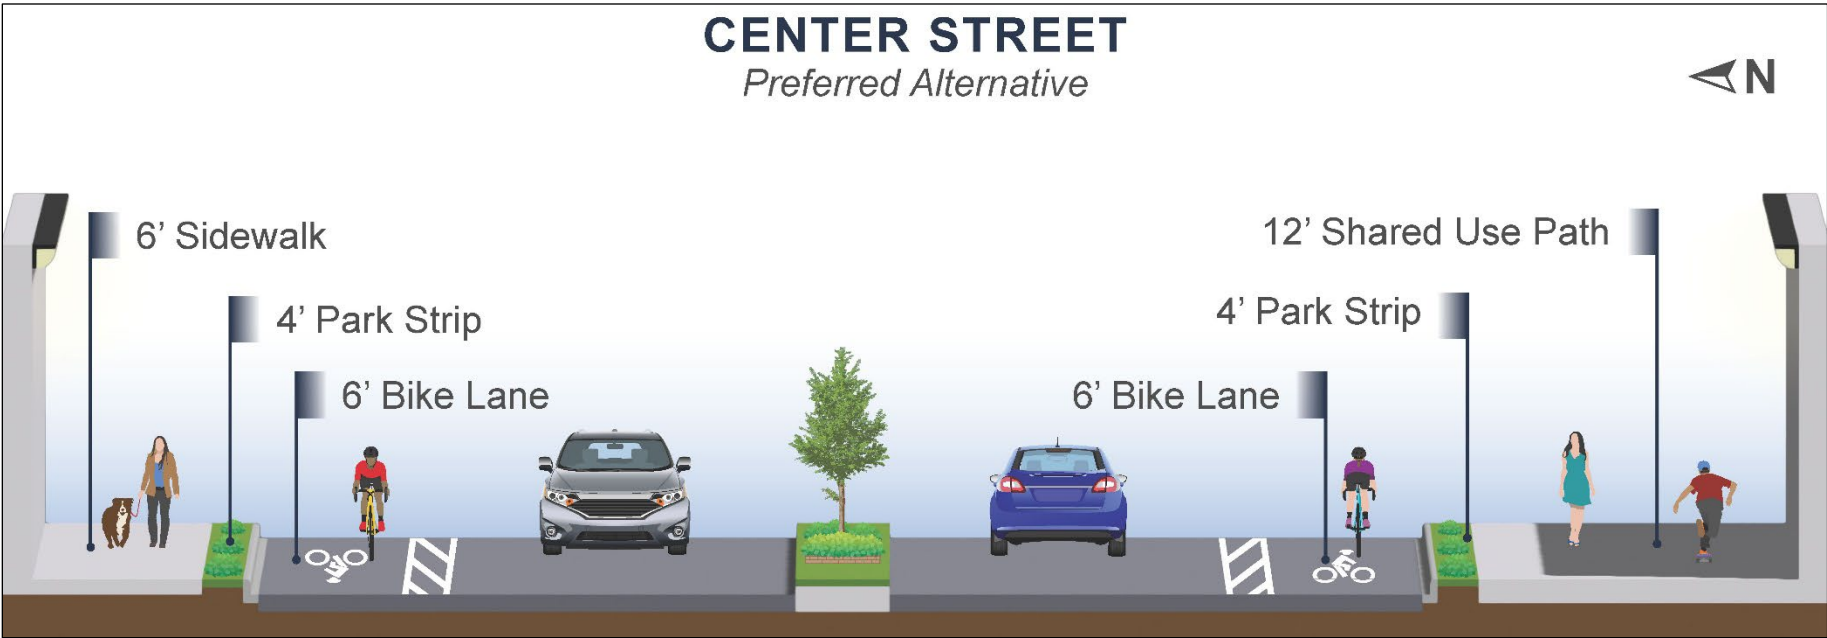 CENTER STREET
Preferred Alternative
N
6’ Sidewalk
12’ Shared Use Path
4’ Park Strip
4’ Park Strip
6’ Bike Lane
6’ Bike Lane